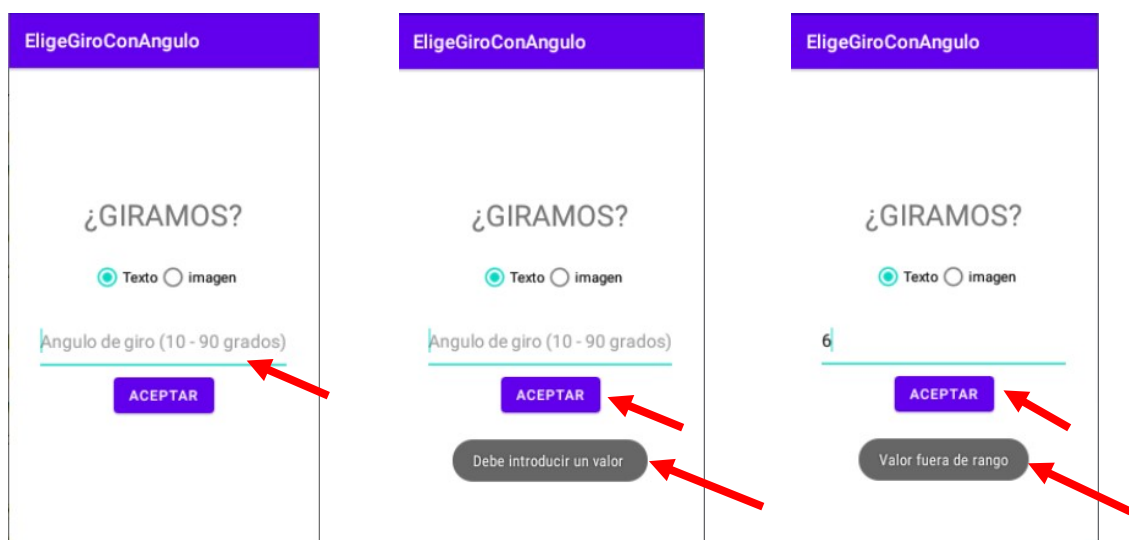 EligeGiroConAngulo
¿GIRAMOS?
Texto imagen
Angulo de giro (10 - 90 grados)
ACEPTAR
EligeGiroConAngulo
¿GIRAMOS?
Texto imagen
Angulo de giro (10 - 90 grados)
ACEPTAR
Debe introducir un valor
EligeGiroConAngulo
¿GIRAMOS?
Texto imagen
6
ACEPTAR
Valor fuera de rango